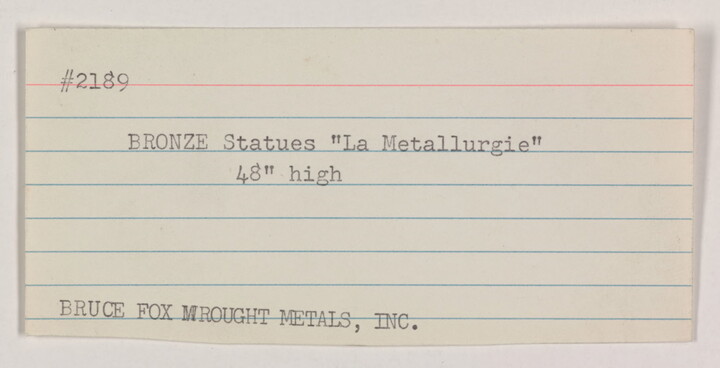 #2189
BRONZE Statues "La Metallurgie"
48" high
BRUCE FOX WROUGHT METALS, INC.